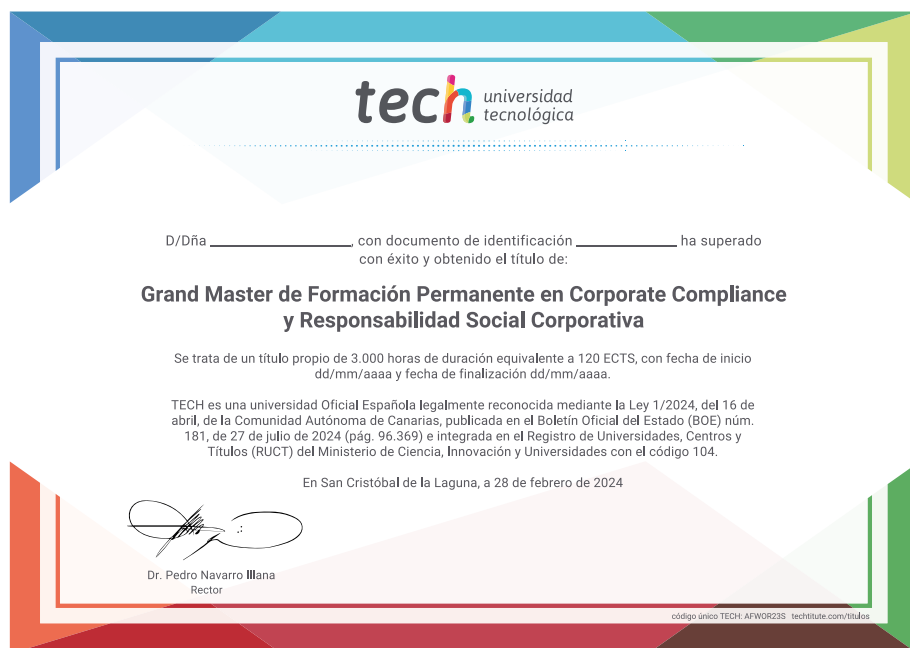 tech universidad
tecnológica
D/Dña ________________, con documento de identificación ____________ ha superado
con éxito y obtenido el título de:
Grand Master de Formación Permanente en Corporate Compliance
y Responsabilidad Social Corporativa
Se trata de un título propio de 3.000 horas de duración equivalente a 120 ECTS, con fecha de inicio
dd/mm/aaaa y fecha de finalización dd/mm/aaaa.
TECH es una universidad Oficial Española legalmente reconocida mediante la Ley 1/2024, del 16 de
abril, de la Comunidad Autónoma de Canarias, publicada en el Boletín Oficial del Estado (BOE) núm.
181, de 27 de julio de 2024 (pág. 96.369) e integrada en el Registro de Universidades, Centros y
Títulos (RUCT) del Ministerio de Ciencia, Innovación y Universidades con el código 104.
En San Cristóbal de la Laguna, a 28 de febrero de 2024
Dr. Pedro Navarro Illana
Rector
código único TECH: AFWOR23S techtitute.com/titulos